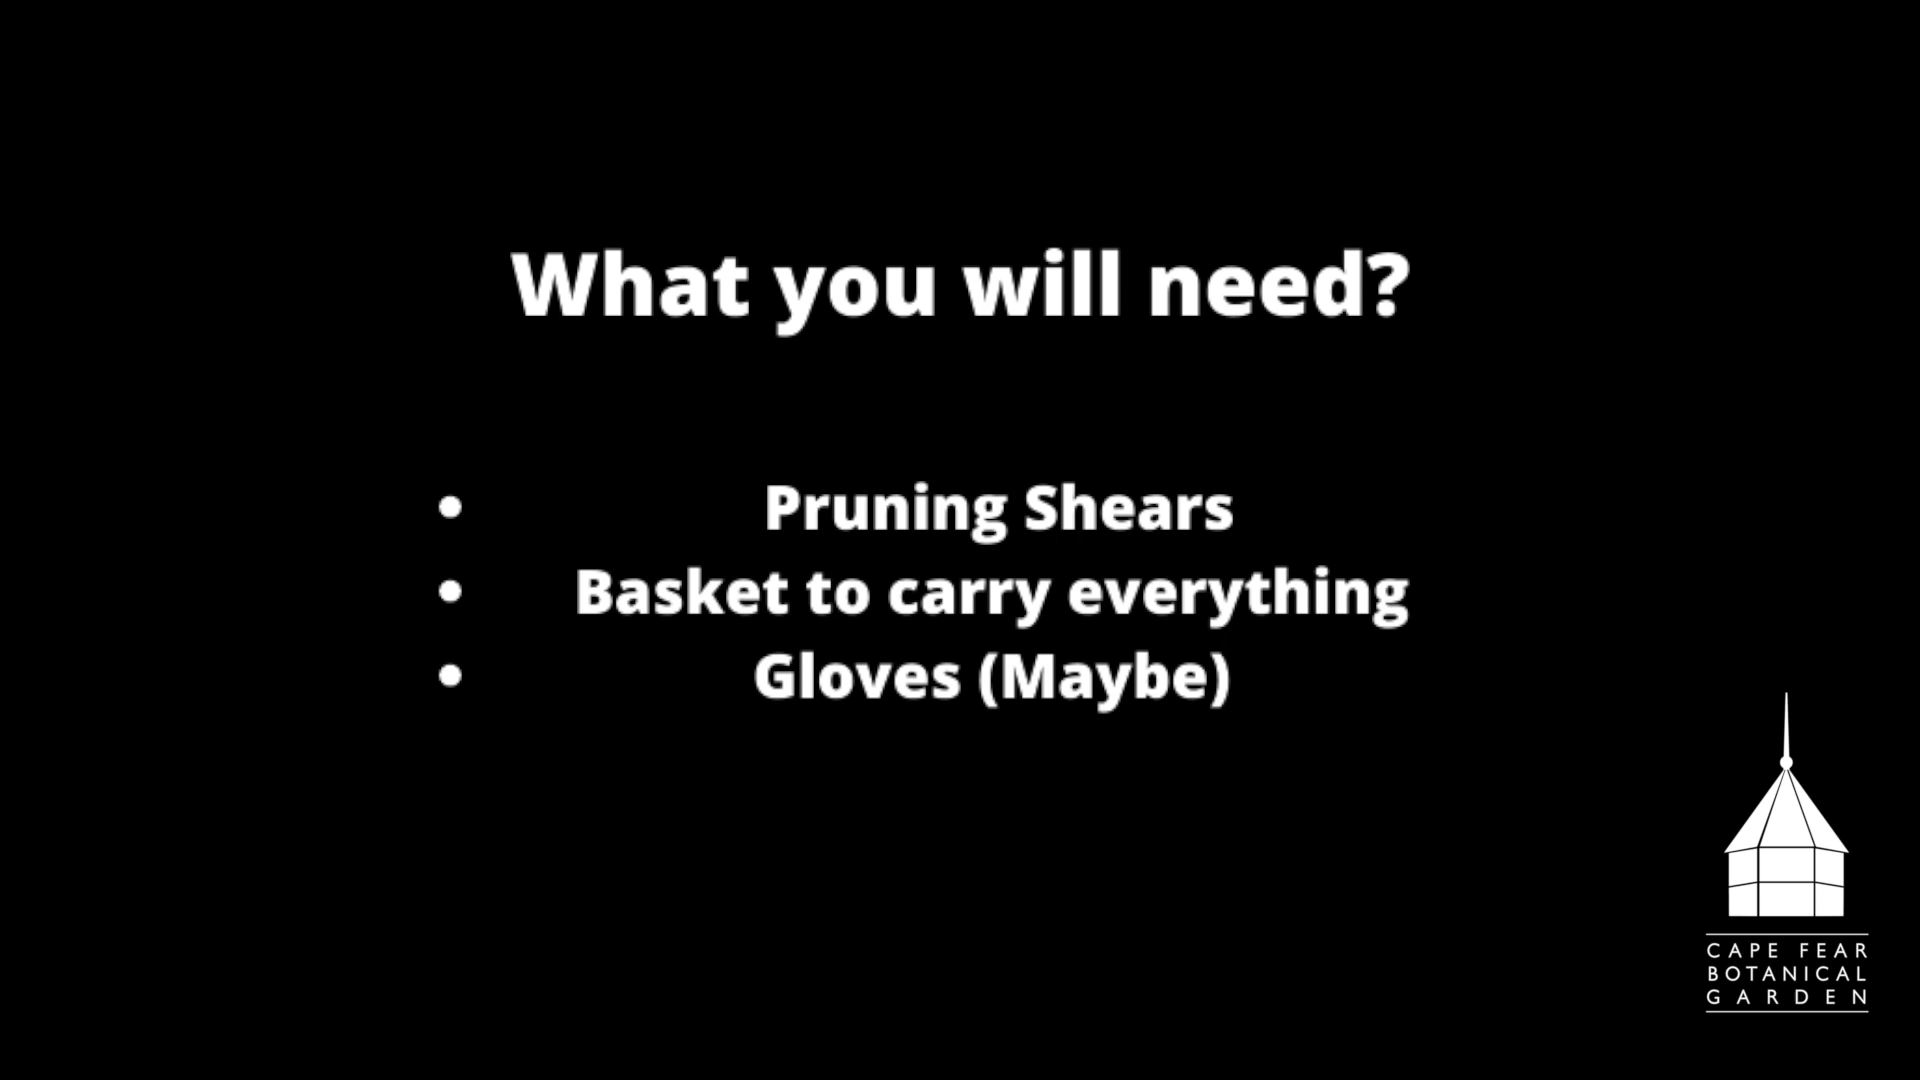 What you will need?
• Pruning Shears
• Basket to carry everything
• Gloves (Maybe)
CAPE FEAR
BOTANICAL
GARDEN